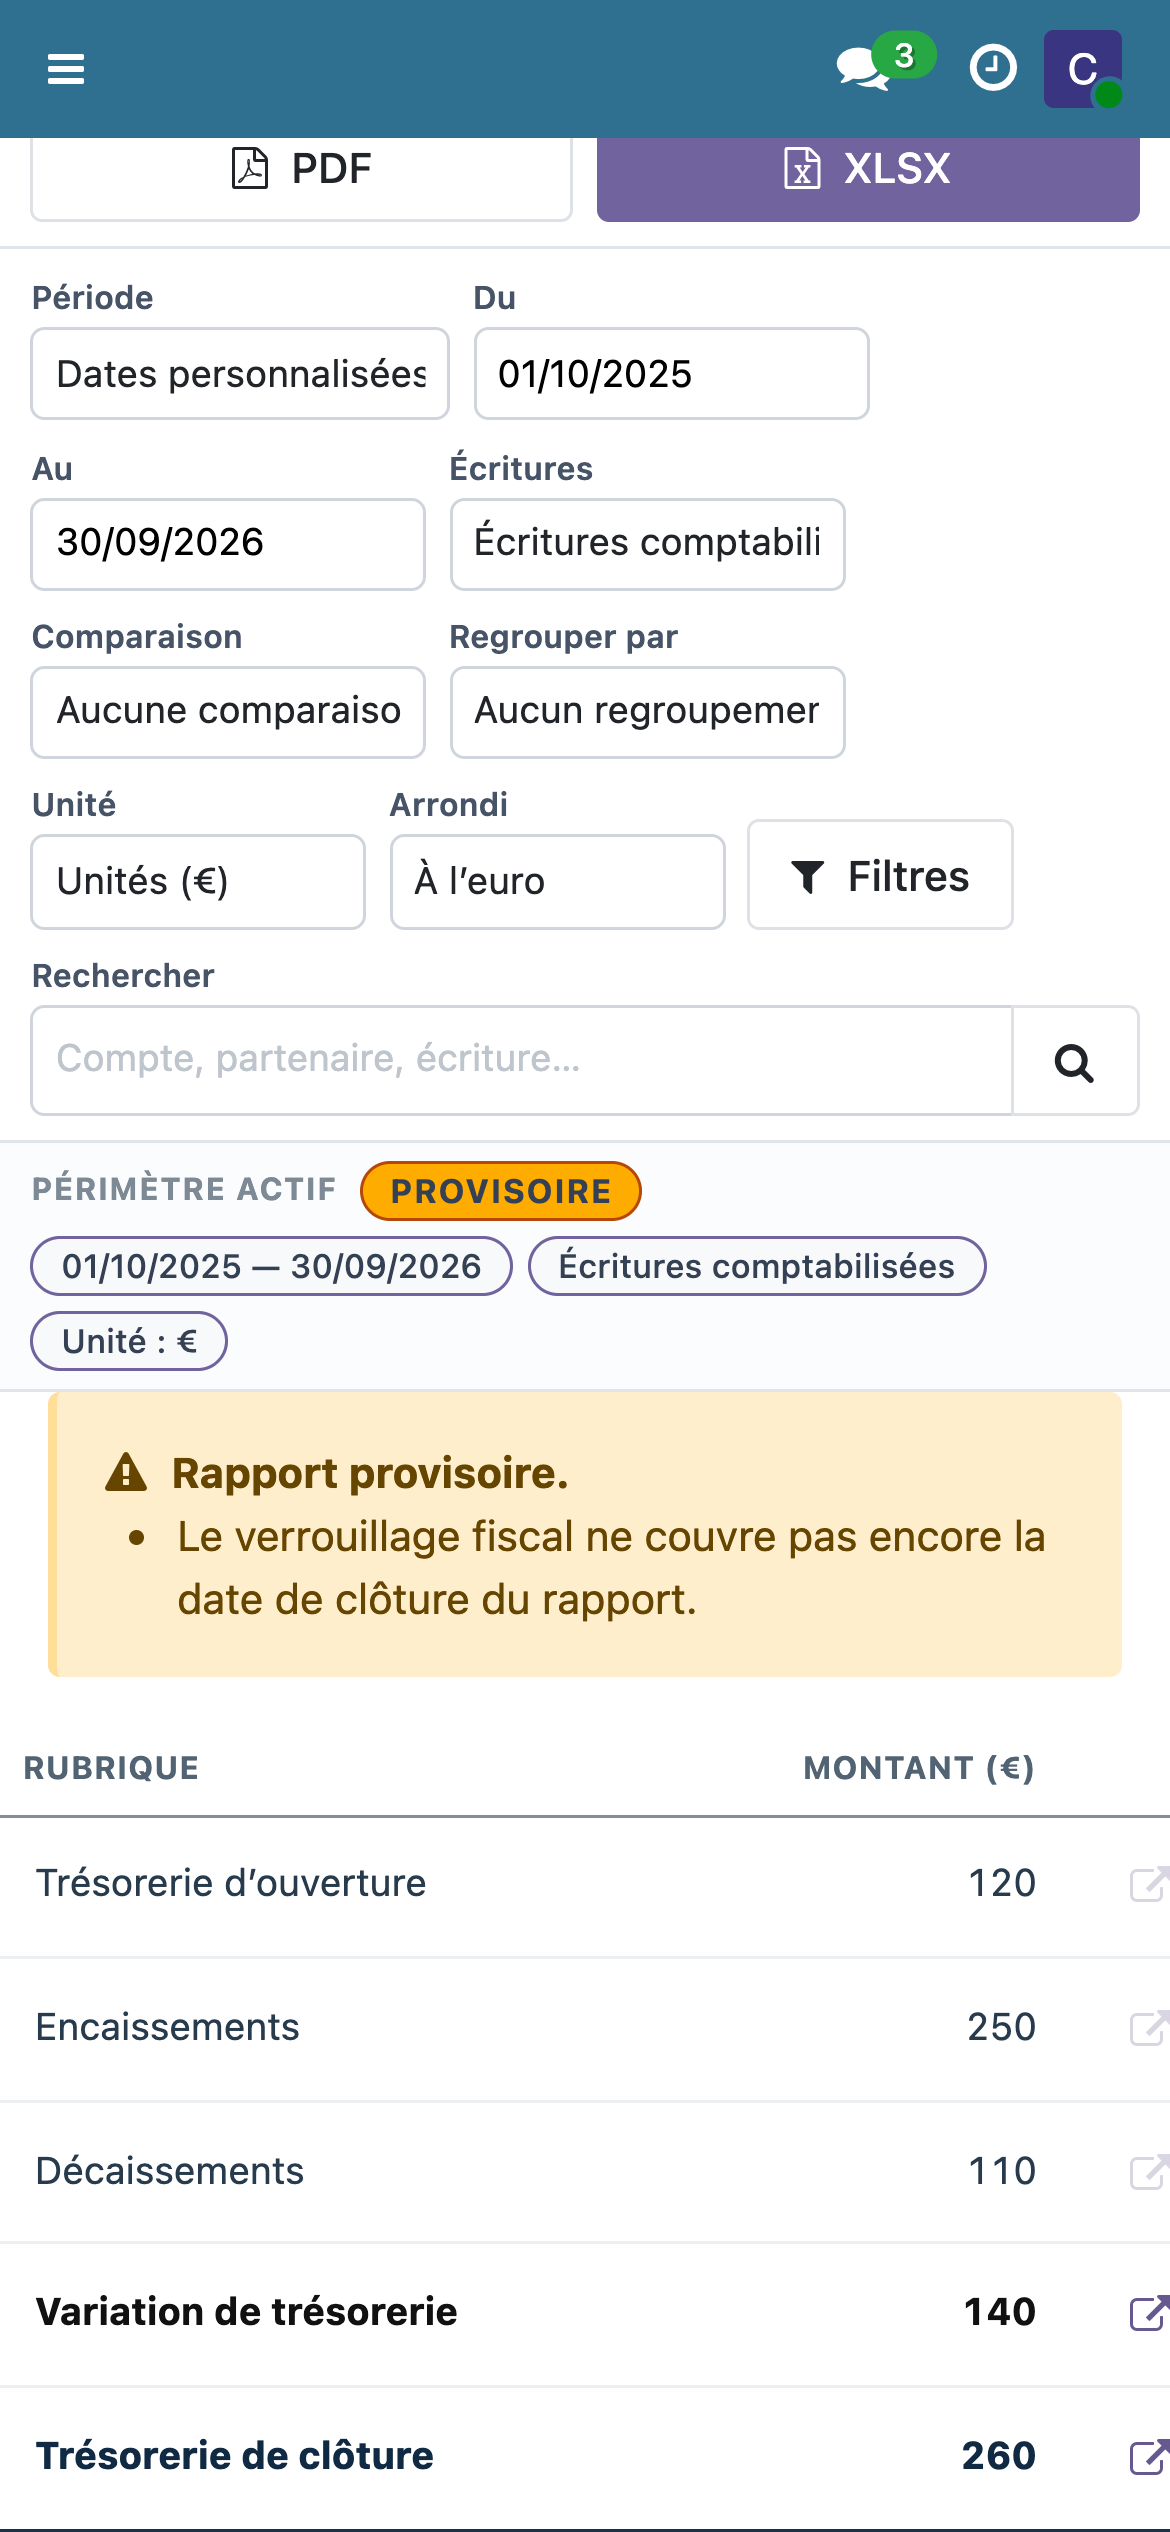 3
C
PDF
XLSX
Période
Du
Dates personnalisées
01/10/2025
Au
Écritures
30/09/2026
Écritures comptabili
Comparaison
Regrouper par
Aucune comparaiso
Aucun regroupemen
Unité
Arrondi
Unités (€)
À l’euro
Filtres
Rechercher
Compte, partenaire, écriture...
PÉRIMÈTRE ACTIF
PROVISOIRE
01/10/2025 — 30/09/2026
Écritures comptabilisées
Unité : €
Rapport provisoire.
• Le verrouillage fiscal ne couvre pas encore la
date de clôture du rapport.
RUBRIQUE
MONTANT (€)
Trésorerie d’ouverture
120
Encaissements
250
Décaissements
110
Variation de trésorerie
140
Trésorerie de clôture
260